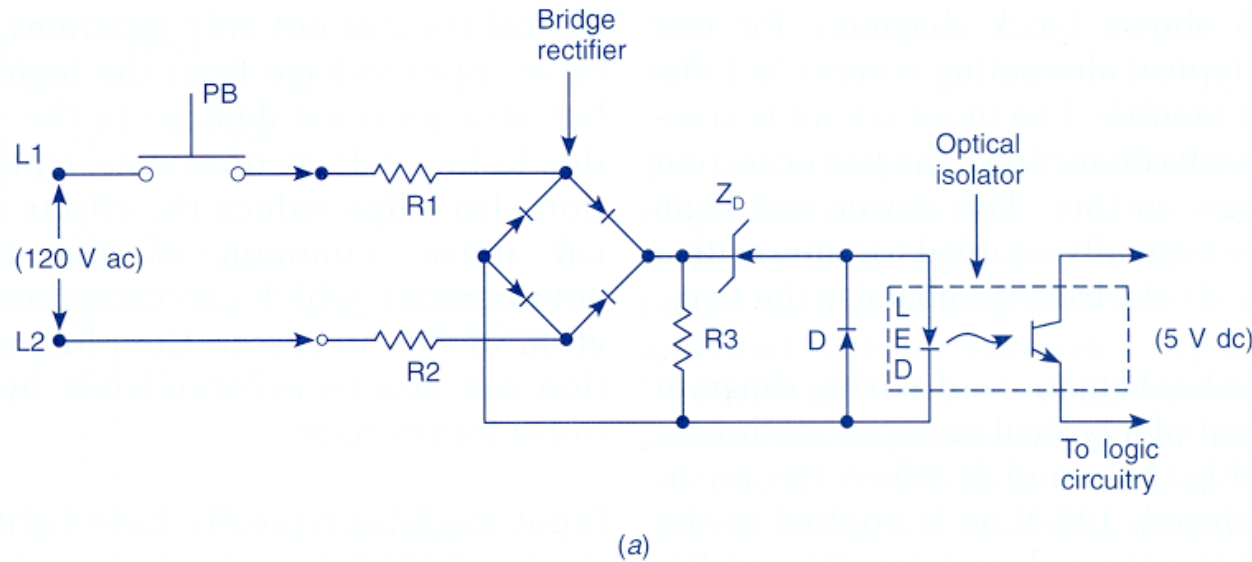 Bridge
rectifier
PB
L1
R1
Optical
isolator
Z_D
(120 V ac)
L
E
D
D
R3
(5 V dc)
L2
R2
To logic
circuitry
(a)